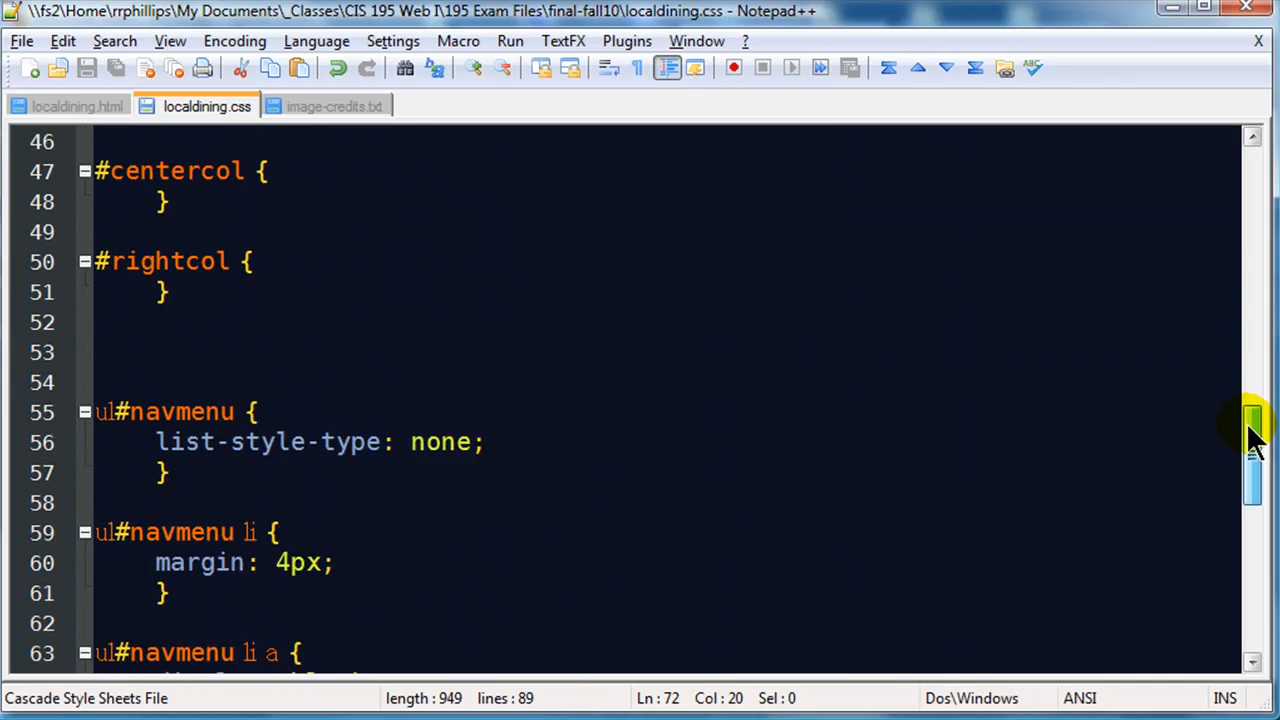 \\fs2\Home\rrphillips\My Documents\_Classes\CIS 195 Web I\195 Exam Files\final-fall10\localdining.css - Notepad++
File Edit Search View Encoding Language Settings Macro Run TextFX Plugins Window ? X
localdining.html localdining.css image-credits.txt
46
47 #centercol {
48 }
49
50 #rightcol {
51 }
52
53
54
55 ul#navmenu {
56 list-style-type: none;
57 }
58
59 ul#navmenu li {
60 margin: 4px;
61 }
62
63 ul#navmenu li a {
Cascade Style Sheets File length : 949 lines : 89 Ln : 72 Col : 20 Sel : 0 Dos\Windows ANSI INS